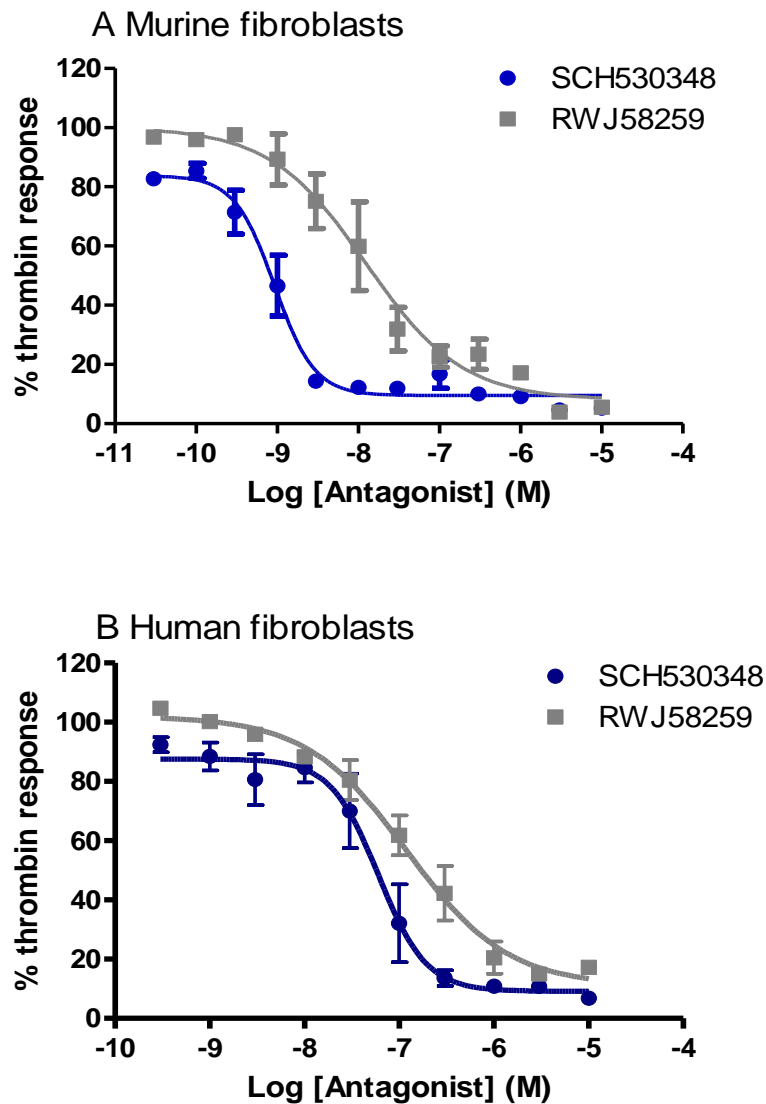 A Murine fibroblasts
120
100
80
60
40
20
0
% thrombin response
SCH530348
RWJ58259
-11 -10 -9 -8 -7 -6 -5 -4
Log [Antagonist] (M)
B Human fibroblasts
120
100
80
60
40
20
0
% thrombin response
SCH530348
RWJ58259
-10 -9 -8 -7 -6 -5 -4
Log [Antagonist] (M)